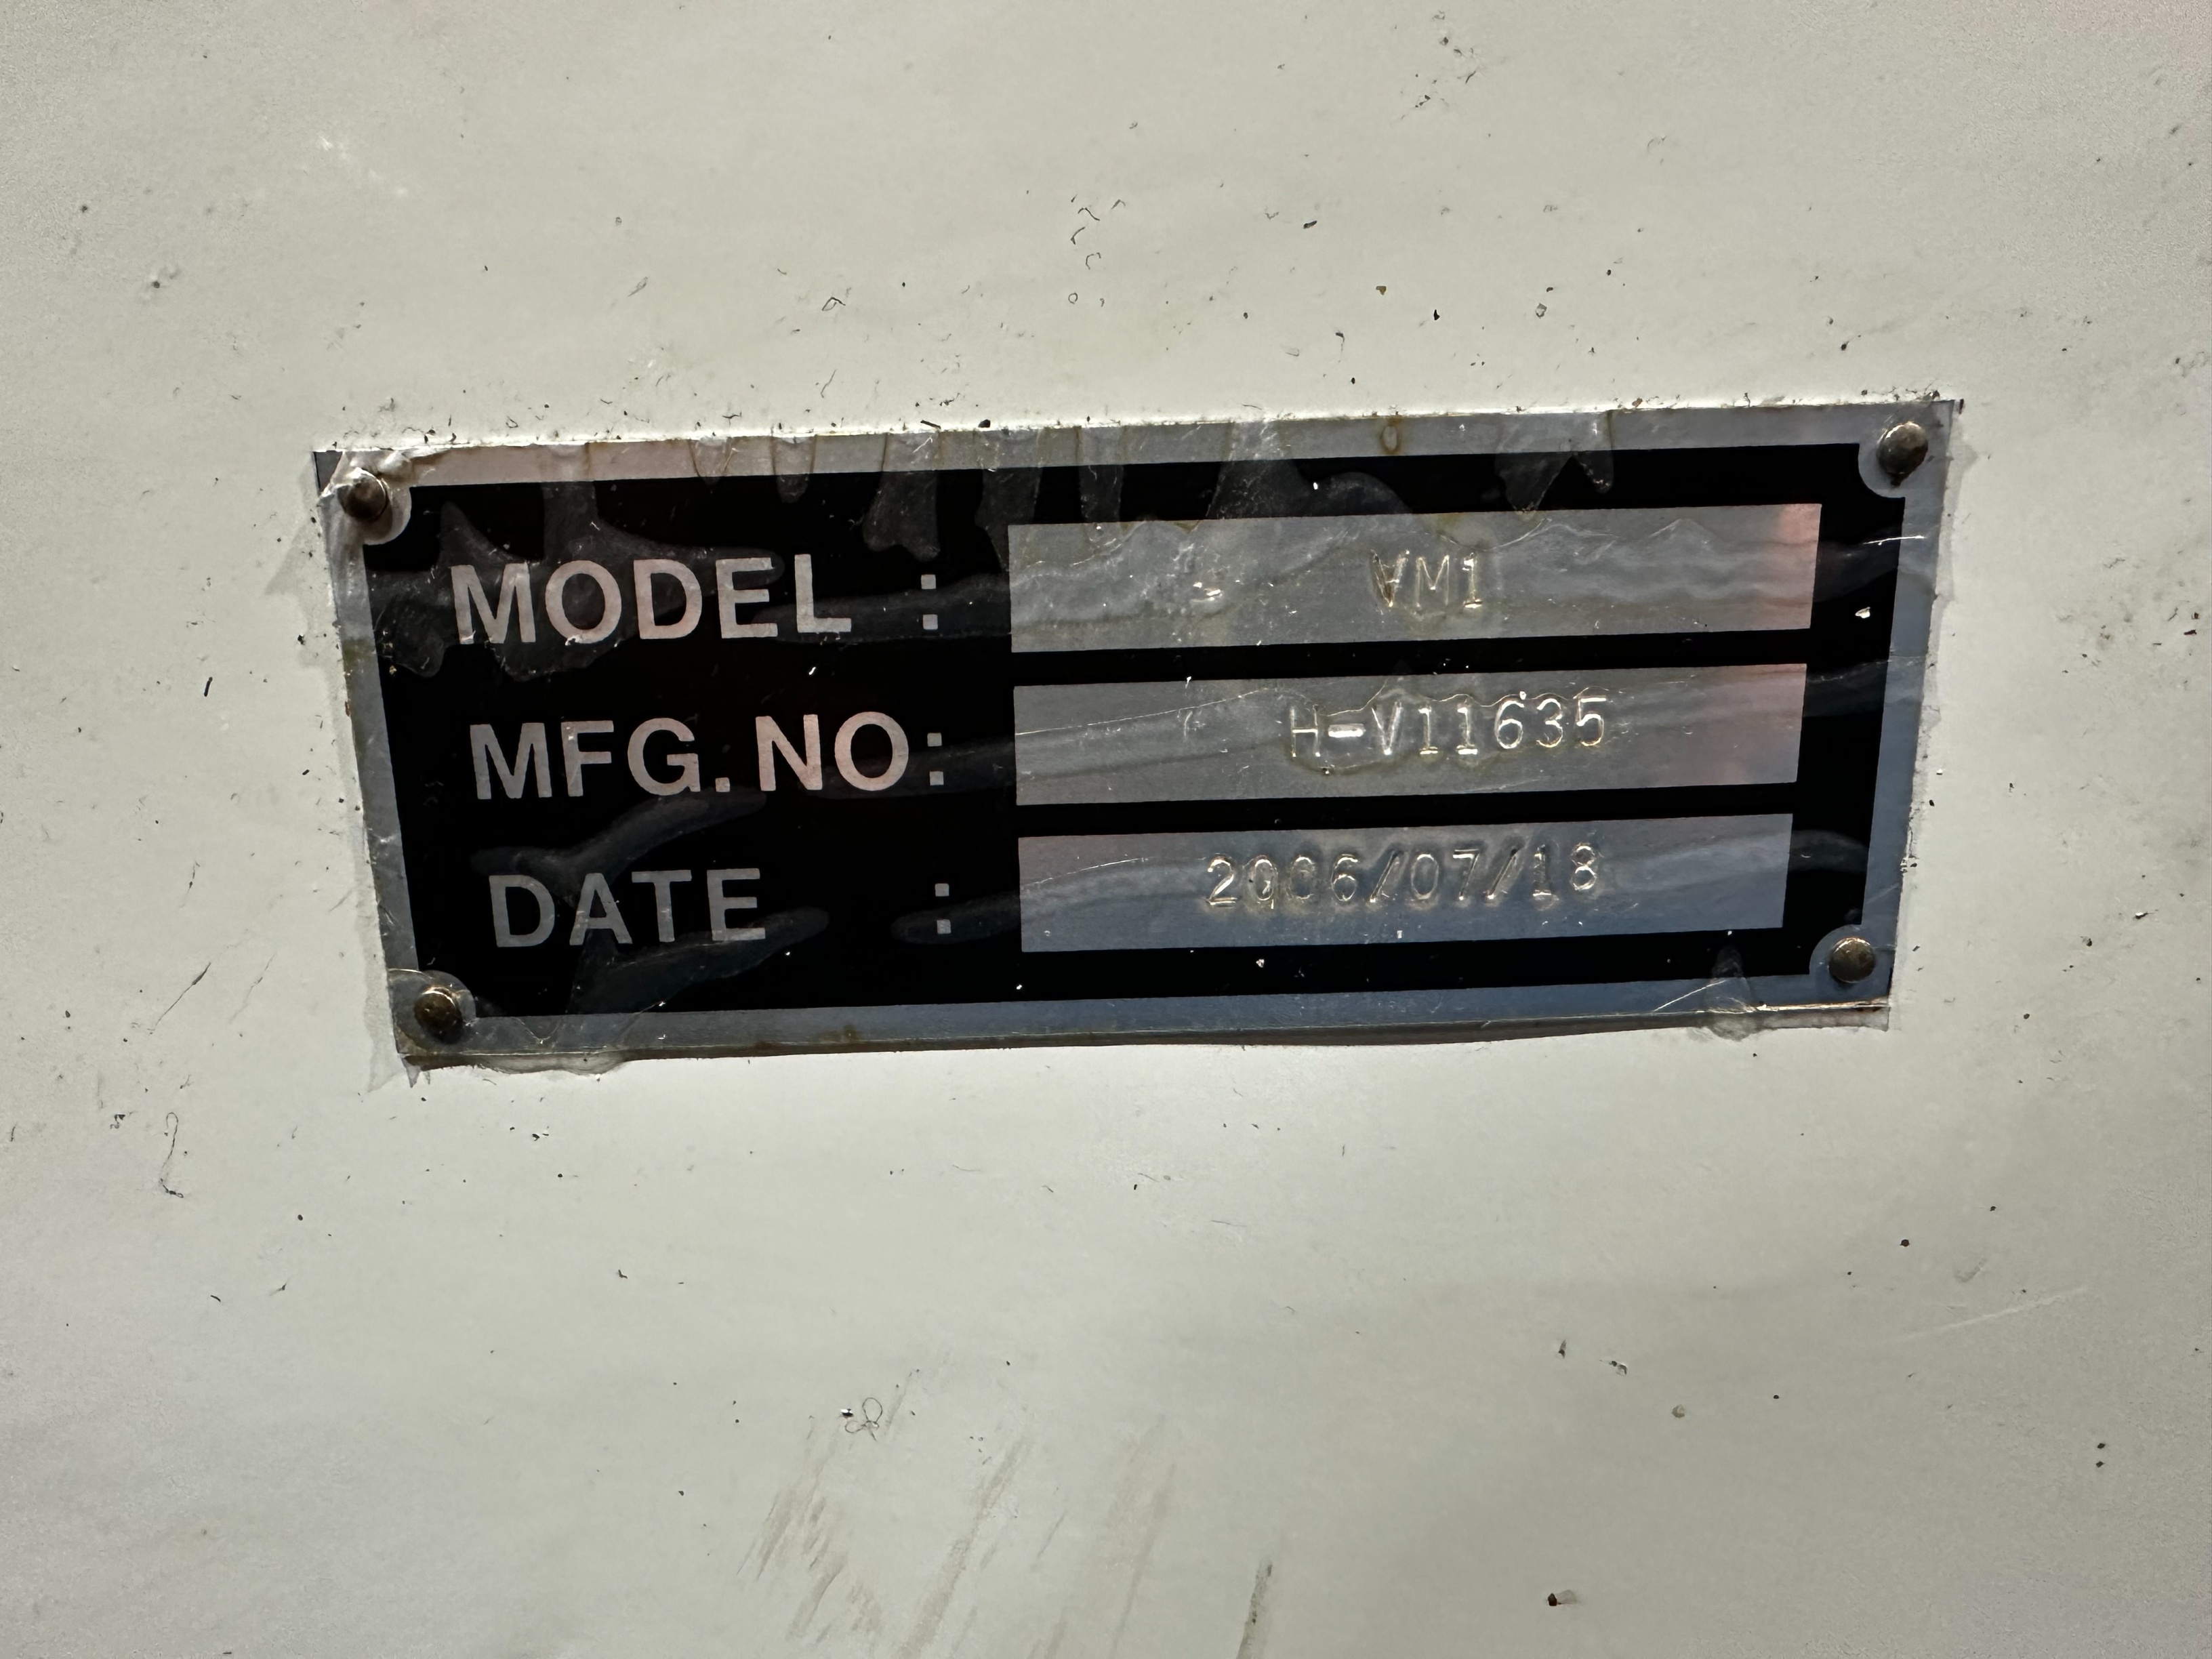 MODEL : VM1
MFG.NO: H-V11635
DATE : 2006/07/18